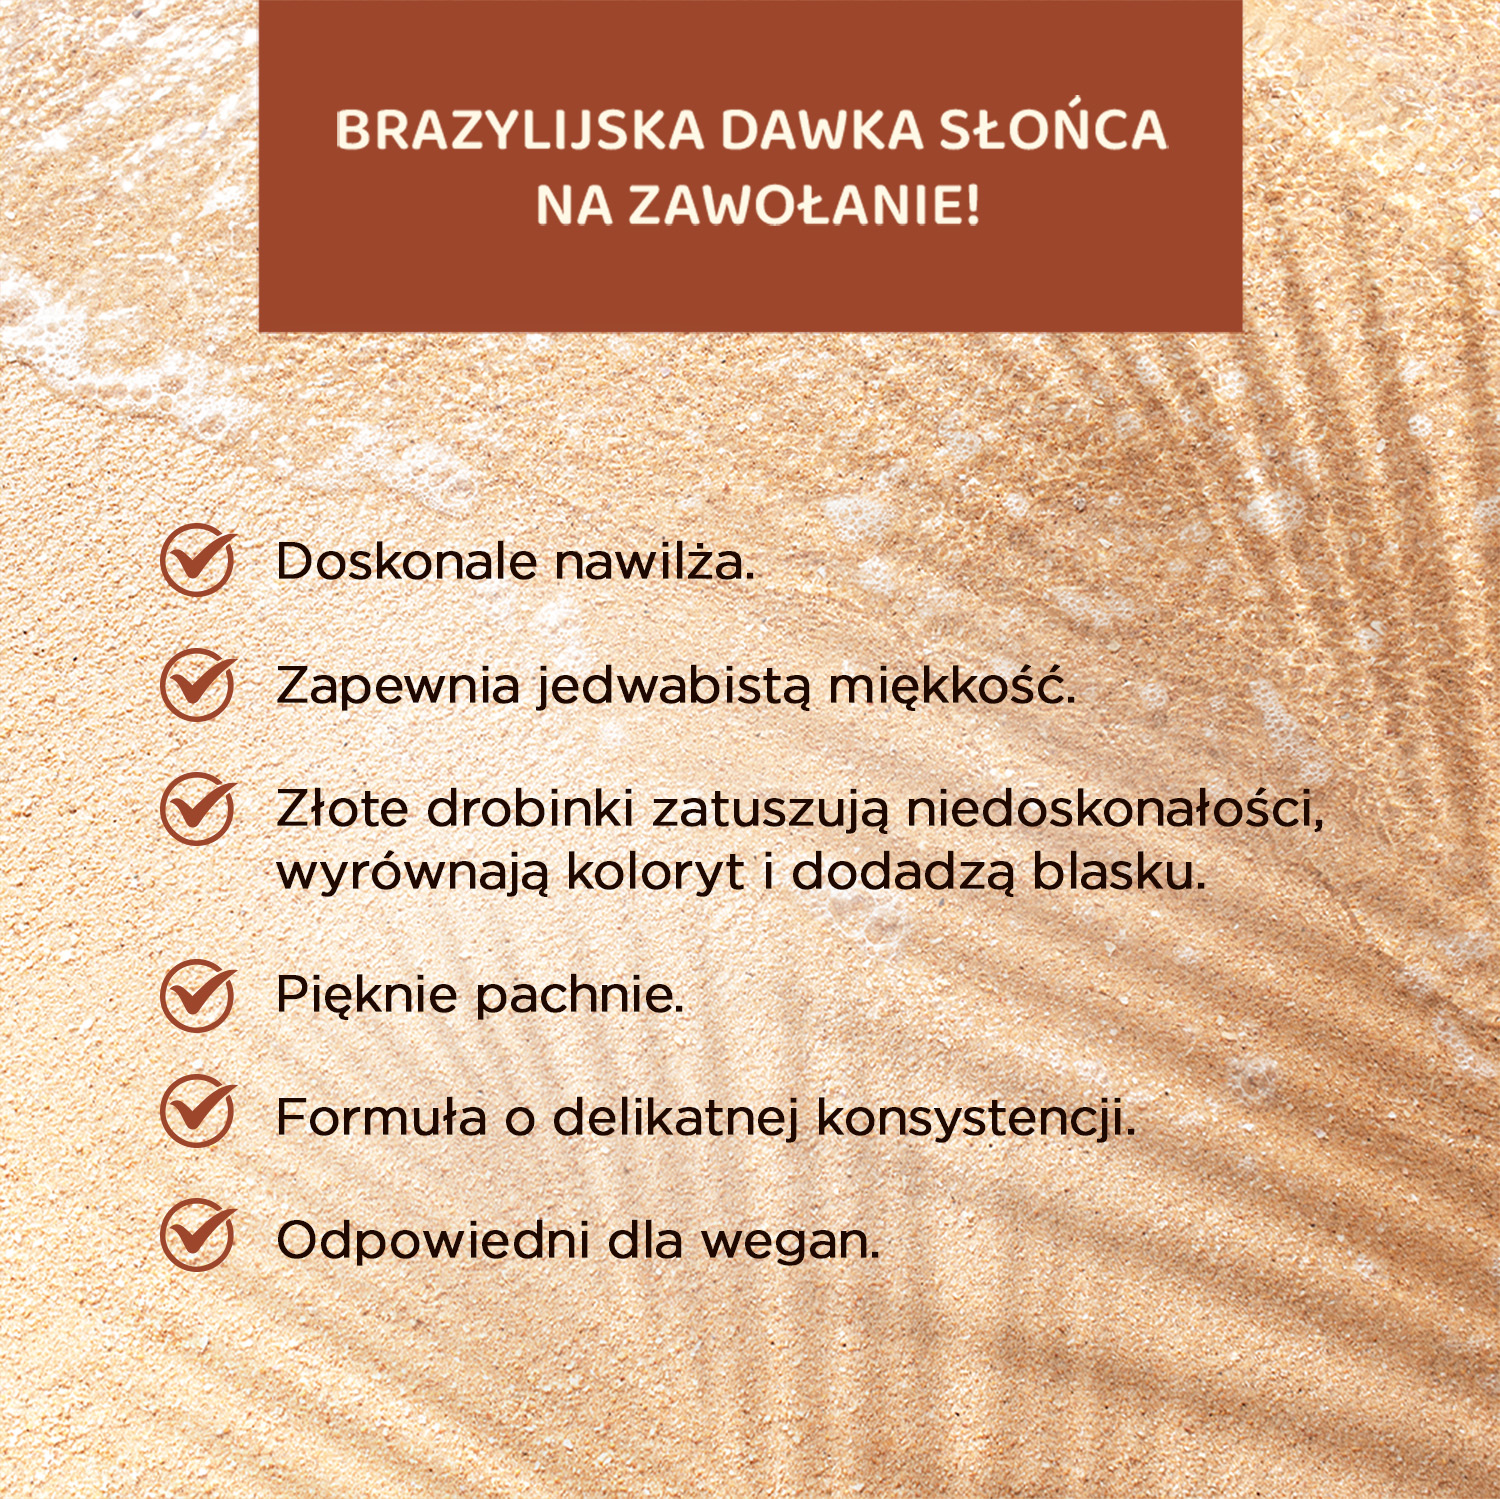 BRAZYLIJSKA DAWKA SŁOŃCA
NA ZAWOŁANIE!
Doskonale nawilża.
Zapewnia jedwabistą miękkość.
Złote drobinki zatuszują niedoskonałości,
wyrównają koloryt i dodadzą blasku.
Pięknie pachnie.
Formuła o delikatnej konsystencji.
Odpowiedni dla wegan.